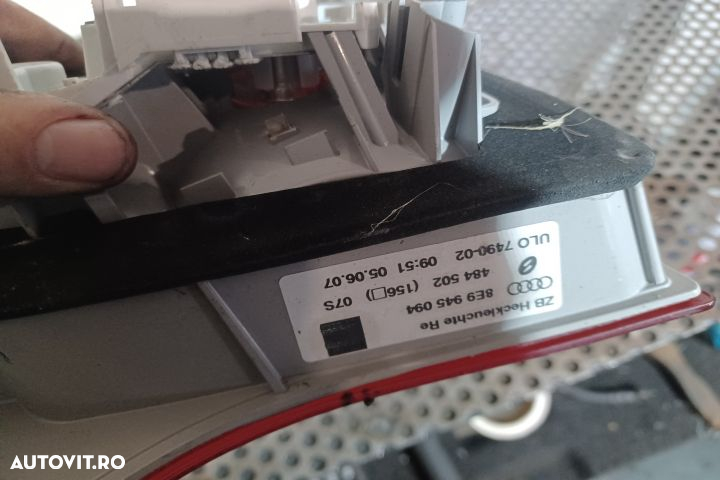 ZB Heckleuchte Re
8E9 945 094
484 502 (156□) 07S
ULO 7490-02 09:51 05.06.07
AUTOVIT.RO